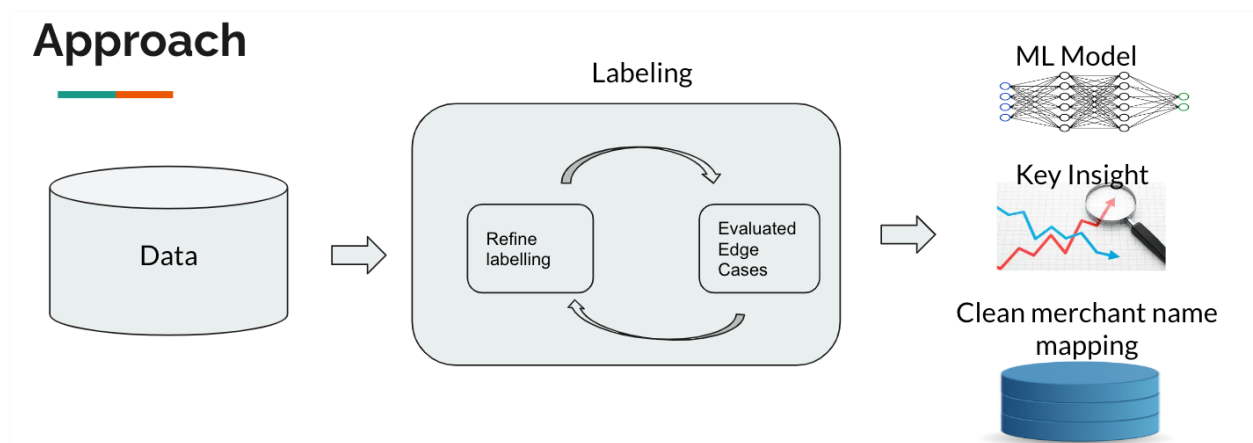 Approach
Labeling
Data
Refine
labelling
Evaluated
Edge
Cases
ML Model
Key Insight
Clean merchant name
mapping